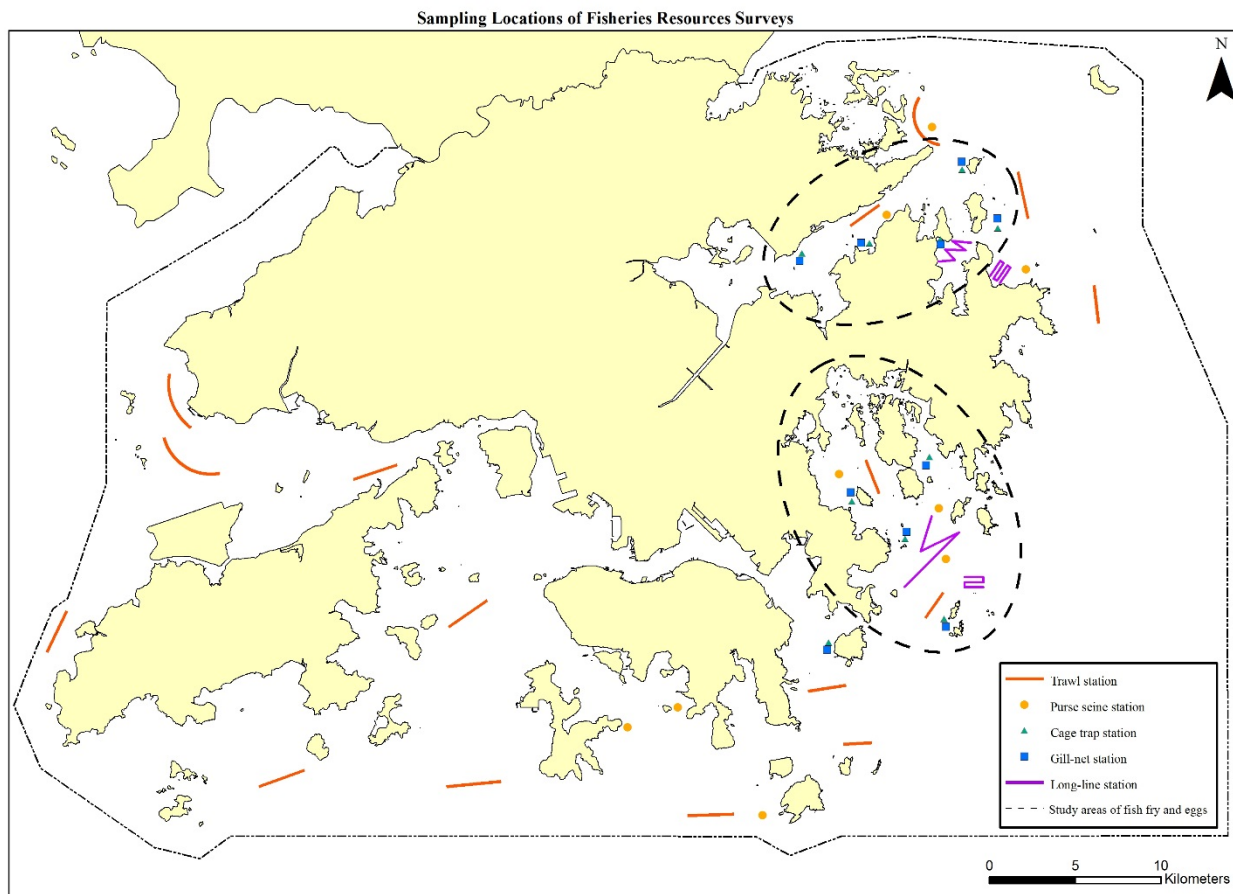 Sampling Locations of Fisheries Resources Surveys
N
Trawl station
Purse seine station
Cage trap station
Gill-net station
Long-line station
Study areas of fish fry and eggs
0 5 10
Kilometers